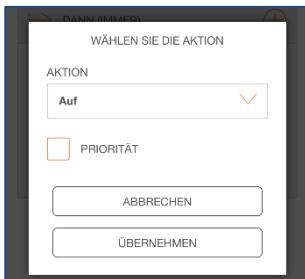 DANN (IMMER)
WÄHLEN SIE DIE AKTION
AKTION
Auf
PRIORITÄT
ABBRECHEN
ÜBERNEHMEN